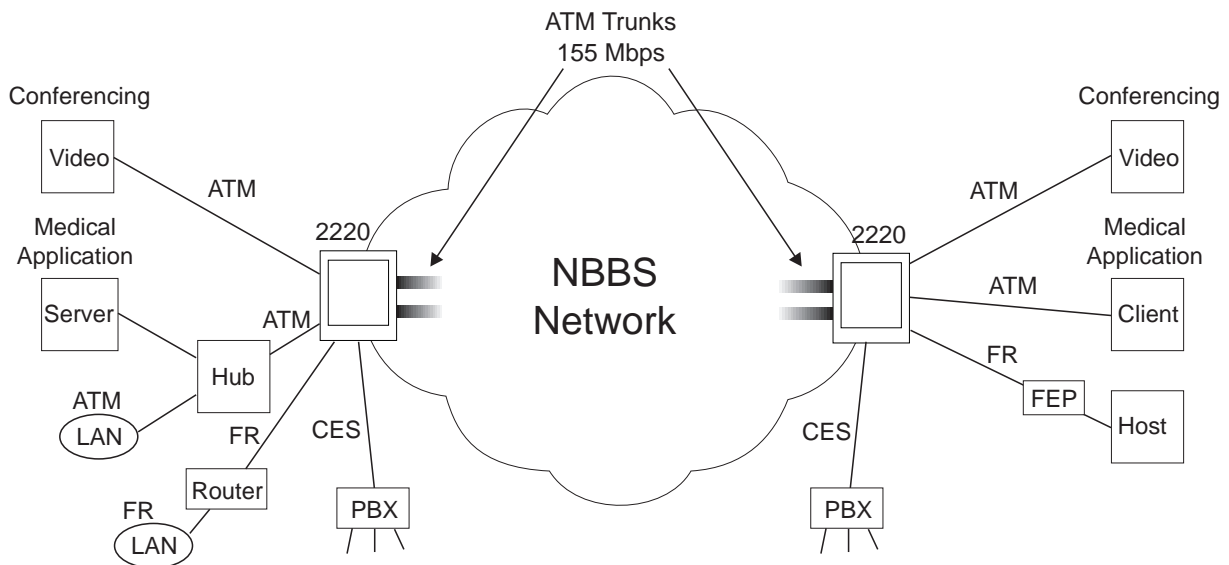 ATM Trunks
155 Mbps
Conferencing
Video
ATM
Medical
Application
Server
2220
ATM
Hub
ATM
LAN
FR
Router
FR
LAN
CES
PBX
NBBS
Network
Conferencing
Video
ATM
2220
Medical
Application
ATM
Client
FR
FEP
Host
CES
PBX